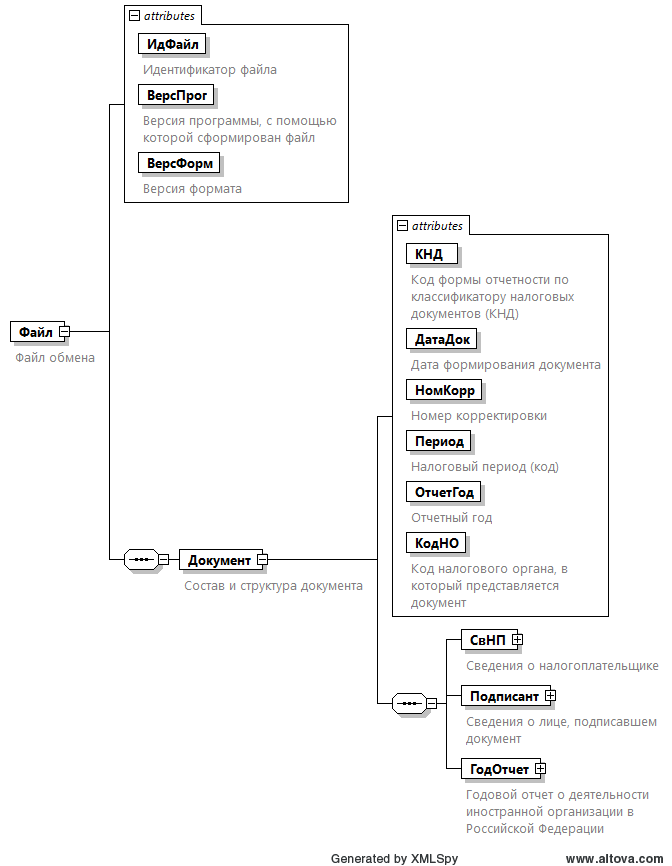 attributes
ИдФайл
Идентификатор файла
ВерсПрог
Версия программы, с помощью
которой сформирован файл
ВерсФорм
Версия формата
Файл
Файл обмена
Документ
Состав и структура документа
attributes
КНД
Код формы отчетности по
классификатору налоговых
документов (КНД)
ДатаДок
Дата формирования документа
НомКорр
Номер корректировки
Период
Налоговый период (код)
ОтчетГод
Отчетный год
КодНО
Код налогового органа, в
который представляется
документ
СвНП
Сведения о налогоплательщике
Подписант
Сведения о лице, подписавшем
документ
ГодОтчет
Годовой отчет о деятельности
иностранной организации в
Российской Федерации
Generated by XMLSpy
www.altova.com